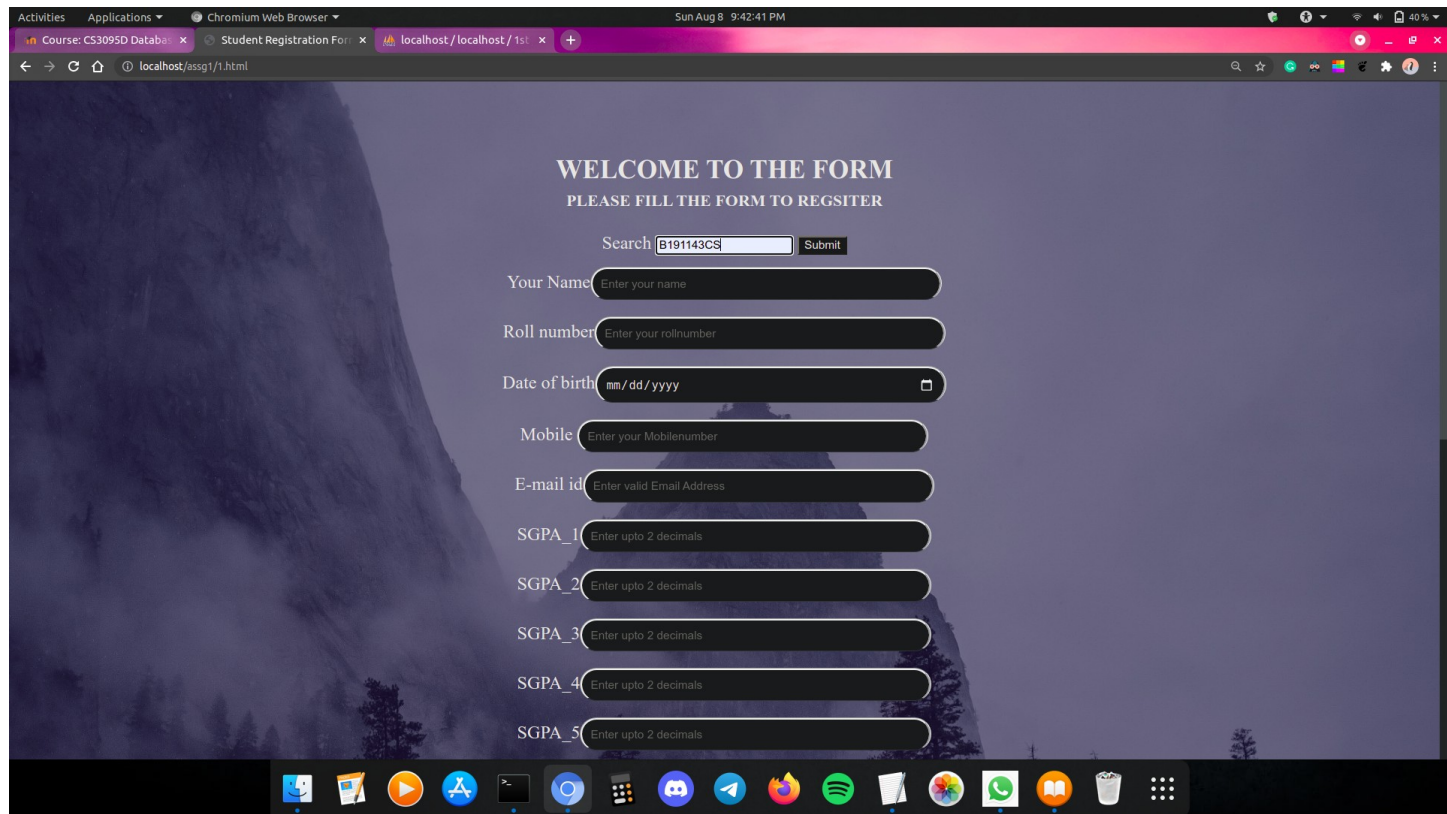 Activities Applications Chromium Web Browser Sun Aug 8 9:42:41 PM 40 %
Course: CS3095D Databas Student Registration For localhost / localhost / 1st
localhost/assg1/1.html
WELCOME TO THE FORM
PLEASE FILL THE FORM TO REGSITER
Search B191143CS Submit
Your Name Enter your name
Roll number Enter your rollnumber
Date of birth mm/dd/yyyy
Mobile Enter your Mobilenumber
E-mail id Enter valid Email Address
SGPA_1 Enter upto 2 decimals
SGPA_2 Enter upto 2 decimals
SGPA_3 Enter upto 2 decimals
SGPA_4 Enter upto 2 decimals
SGPA_5 Enter upto 2 decimals